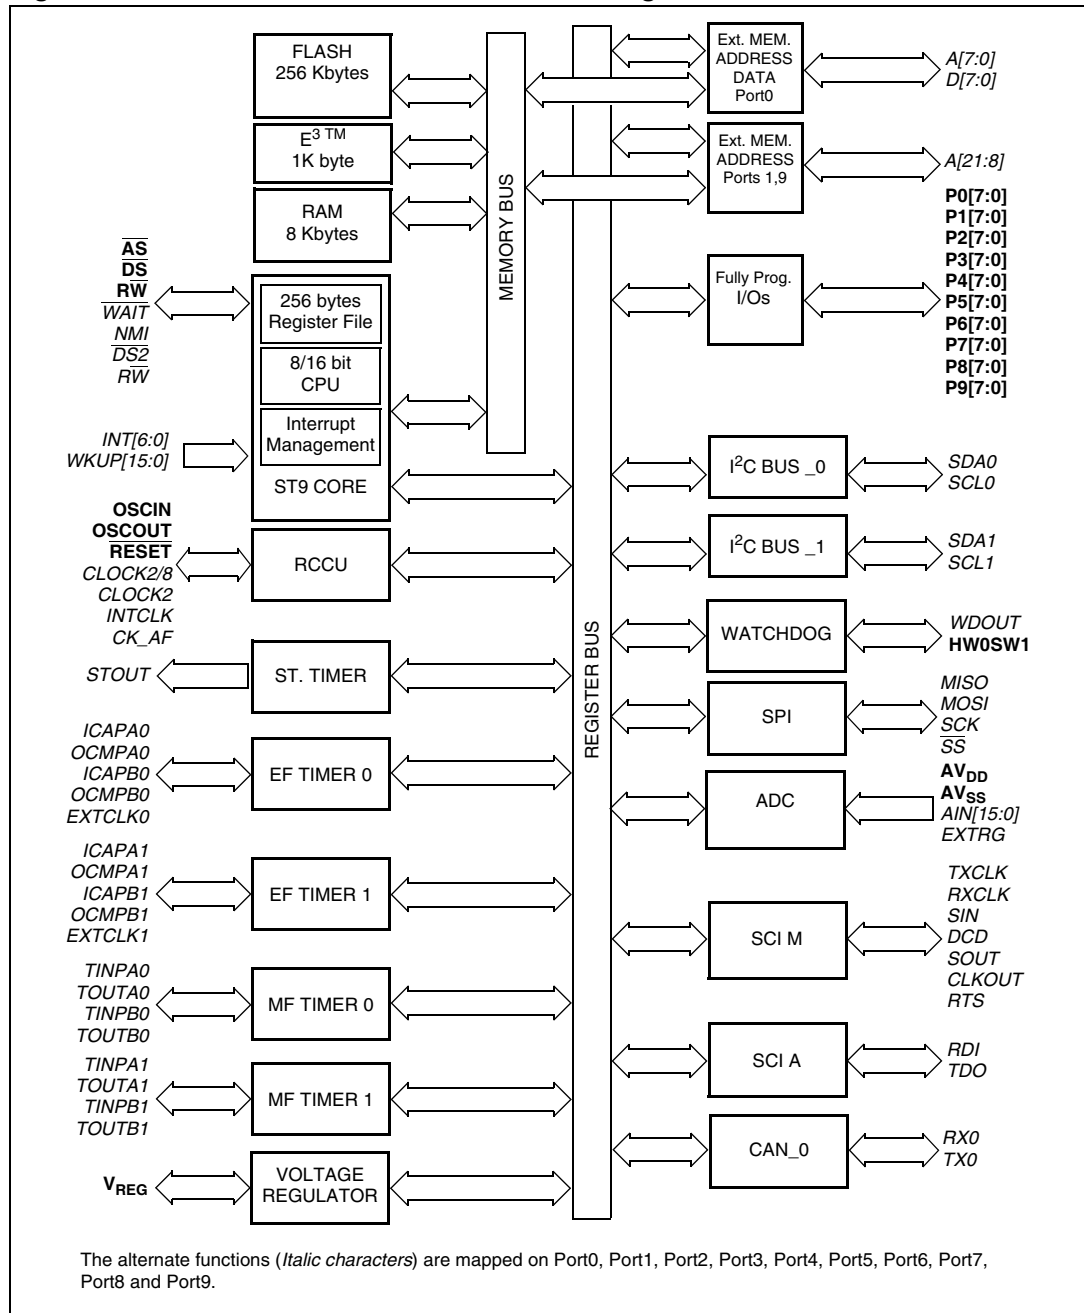 FLASH
256 Kbytes
E3 TM
1K byte
RAM
8 Kbytes
AS
DS
RW
WAIT
NMI
DS2
RW
256 bytes
Register File
8/16 bit
CPU
Interrupt
Management
ST9 CORE
INT[6:0]
WKUP[15:0]
OSCIN
OSCOUT
RESET
CLOCK2/8
CLOCK2
INTCLK
CK_AF
RCCU
STOUT
ST. TIMER
ICAPA0
OCMPA0
ICAPB0
OCMPB0
EXTCLK0
EF TIMER 0
ICAPA1
OCMPA1
ICAPB1
OCMPB1
EXTCLK1
EF TIMER 1
TINPA0
TOUTA0
TINPB0
TOUTB0
MF TIMER 0
TINPA1
TOUTA1
TINPB1
TOUTB1
MF TIMER 1
VREG
VOLTAGE
REGULATOR
MEMORY BUS
REGISTER BUS
Ext. MEM.
ADDRESS
DATA
Port0
A[7:0]
D[7:0]
Ext. MEM.
ADDRESS
Ports 1,9
A[21:8]
Fully Prog.
I/Os
P0[7:0]
P1[7:0]
P2[7:0]
P3[7:0]
P4[7:0]
P5[7:0]
P6[7:0]
P7[7:0]
P8[7:0]
P9[7:0]
I2C BUS _0
SDA0
SCL0
I2C BUS _1
SDA1
SCL1
WATCHDOG
WDOUT
HW0SW1
SPI
MISO
MOSI
SCK
SS
ADC
AVDD
AVSS
AIN[15:0]
EXTRG
SCI M
TXCLK
RXCLK
SIN
DCD
SOUT
CLKOUT
RTS
SCI A
RDI
TDO
CAN_0
RX0
TX0
The alternate functions (Italic characters) are mapped on Port0, Port1, Port2, Port3, Port4, Port5, Port6, Port7,
Port8 and Port9.